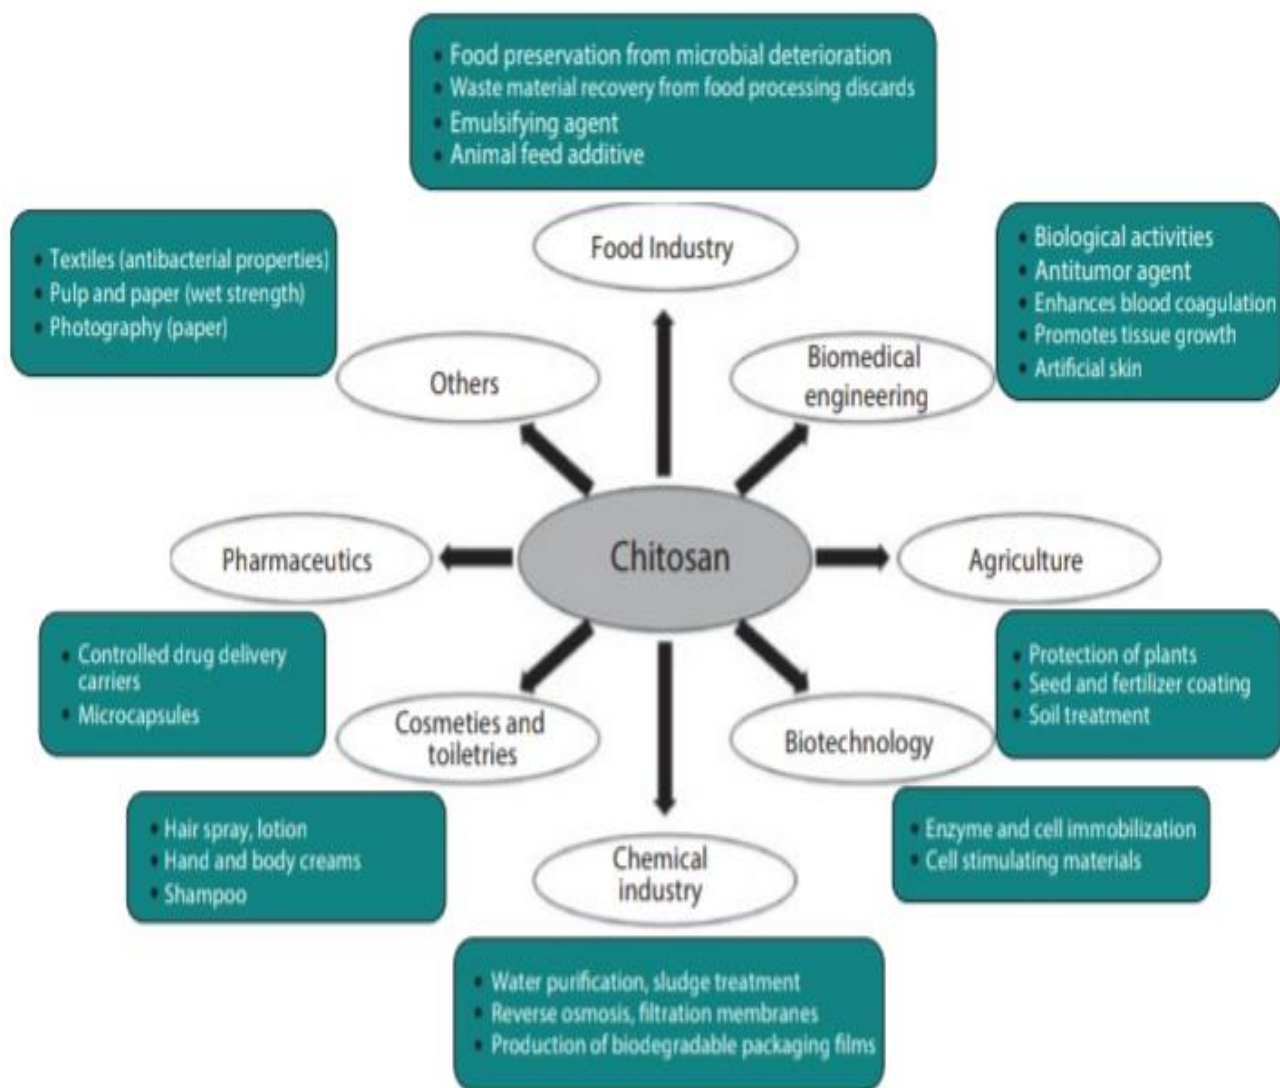 • Food preservation from microbial deterioration
• Waste material recovery from food processing discards
• Emulsifying agent
• Animal feed additive
Food Industry
• Textiles (antibacterial properties)
• Pulp and paper (wet strength)
• Photography (paper)
Others
• Biological activities
• Antitumor agent
• Enhances blood coagulation
• Promotes tissue growth
• Artificial skin
Biomedical
engineering
Chitosan
Pharmaceutics
• Controlled drug delivery
carriers
• Microcapsules
Agriculture
• Protection of plants
• Seed and fertilizer coating
• Soil treatment
Cosmeties and
toiletries
• Hair spray, lotion
• Hand and body creams
• Shampoo
Biotechnology
• Enzyme and cell immobilization
• Cell stimulating materials
Chemical
industry
• Water purification, sludge treatment
• Reverse osmosis, filtration membranes
• Production of biodegradable packaging films